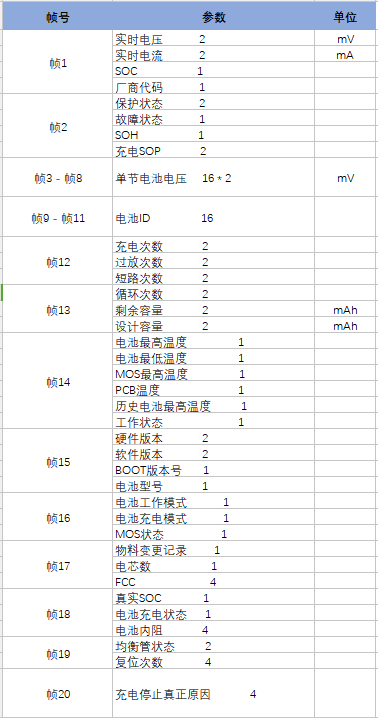 帧号 参数 单位
帧1 实时电压 2 mV
实时电流 2 mA
SOC 1
厂商代码 1
帧2 保护状态 2
故障状态 1
SOH 1
充电SOP 2
帧3 - 帧8 单节电池电压 16 * 2 mV
帧9 - 帧11 电池ID 16
帧12 充电次数 2
过放次数 2
短路次数 2
帧13 循环次数 2
剩余容量 2 mAh
设计容量 2 mAh
帧14 电池最高温度 1
电池最低温度 1
MOS最高温度 1
PCB温度 1
历史电池最高温度 1
工作状态 1
帧15 硬件版本 2
软件版本 2
BOOT版本号 1
电池型号 1
帧16 电池工作模式 1
电池充电模式 1
MOS状态 1
帧17 物料变更记录 1
电芯数 1
FCC 4
帧18 真实SOC 1
电池充电状态 1
电池内阻 4
帧19 均衡管状态 2
复位次数 4
帧20 充电停止真正原因 4